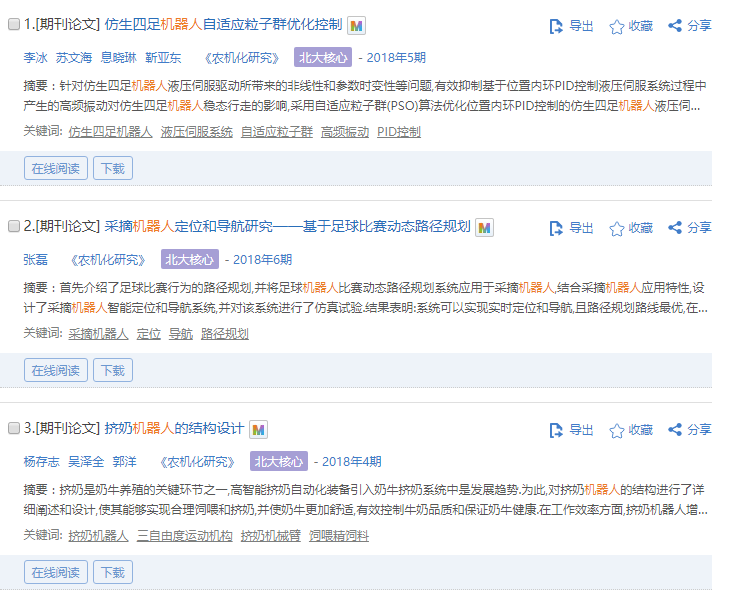 1.[期刊论文] 仿生四足机器人自适应粒子群优化控制 M 导出 收藏 分享
李冰 苏文海 息晓琳 靳亚东 《农机化研究》 北大核心 - 2018年5期
摘要：针对仿生四足机器人液压伺服驱动所带来的非线性和参数时变性等问题,有效抑制基于位置内环PID控制液压伺服系统过程中
产生的高频振动对仿生四足机器人稳态行走的影响,采用自适应粒子群(PSO)算法优化位置内环PID控制的仿生四足机器人液压伺...
关键词: 仿生四足机器人 液压伺服系统 自适应粒子群 高频振动 PID控制
在线阅读 下载
2.[期刊论文] 采摘机器人定位和导航研究——基于足球比赛动态路径规划 M 导出 收藏 分享
张磊 《农机化研究》 北大核心 - 2018年6期
摘要：首先介绍了足球比赛行为的路径规划,并将足球机器人比赛动态路径规划系统应用于采摘机器人,结合采摘机器人应用特性,设
计了采摘机器人智能定位和导航系统,并对该系统进行了仿真试验.结果表明:系统可以实现实时定位和导航,且路径规划路线最优,在...
关键词: 采摘机器人 定位 导航 路径规划
在线阅读 下载
3.[期刊论文] 挤奶机器人的结构设计 M 导出 收藏 分享
杨存志 吴泽全 郭洋 《农机化研究》 北大核心 - 2018年4期
摘要：挤奶是奶牛养殖的关键环节之一,高智能挤奶自动化装备引入奶牛挤奶系统中是发展趋势.为此,对挤奶机器人的结构进行了详
细阐述和设计,使其能够实现合理饲喂和挤奶,并使奶牛更加舒适,有效控制牛奶品质和保证奶牛健康.在工作效率方面,挤奶机器人增...
关键词: 挤奶机器人 三自由度运动机构 挤奶机械臂 饲喂精饲料
在线阅读 下载